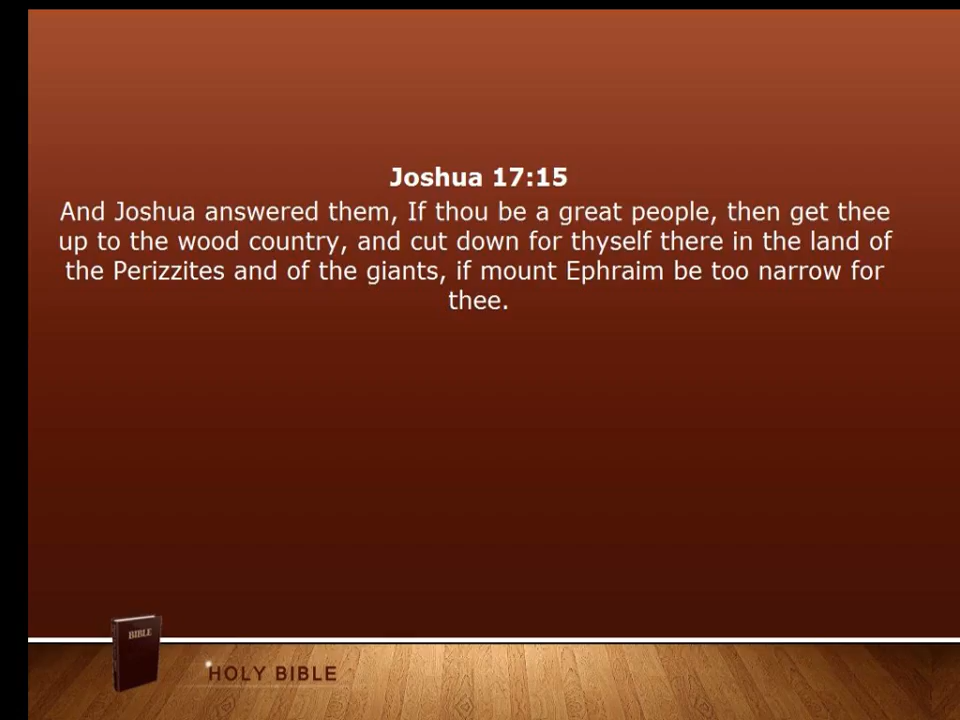 Joshua 17:15
And Joshua answered them, If thou be a great people, then get thee
up to the wood country, and cut down for thyself there in the land of
the Perizzites and of the giants, if mount Ephraim be too narrow for
thee.
BIBLE
HOLY BIBLE